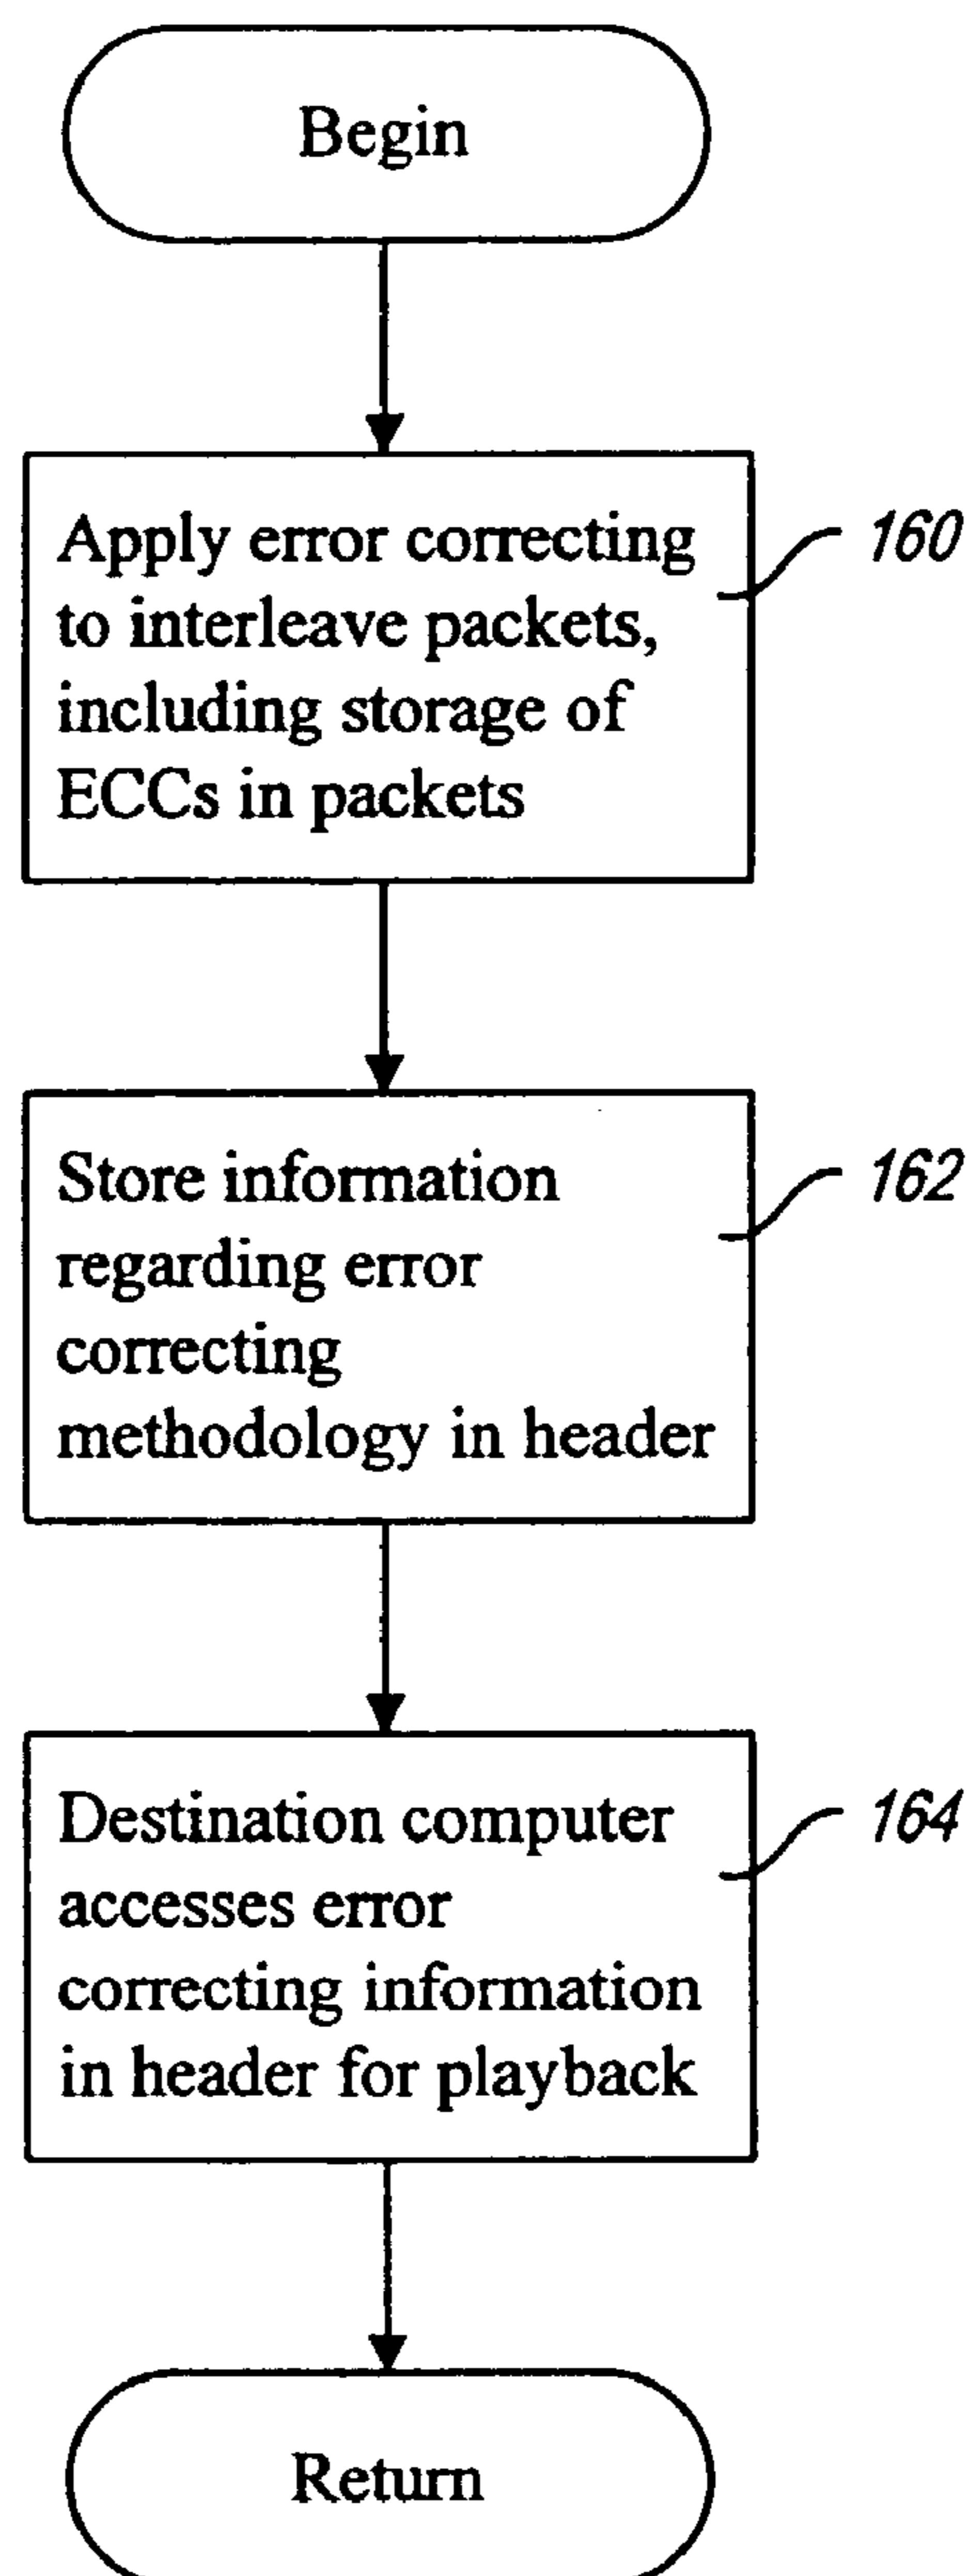 Begin
Apply error correcting
160
to interleave packets,
including storage of
ECCs in packets
Store information
162
regarding error
correcting
methodology in header
Destination computer
164
accesses error
correcting information
in header for playback
Return